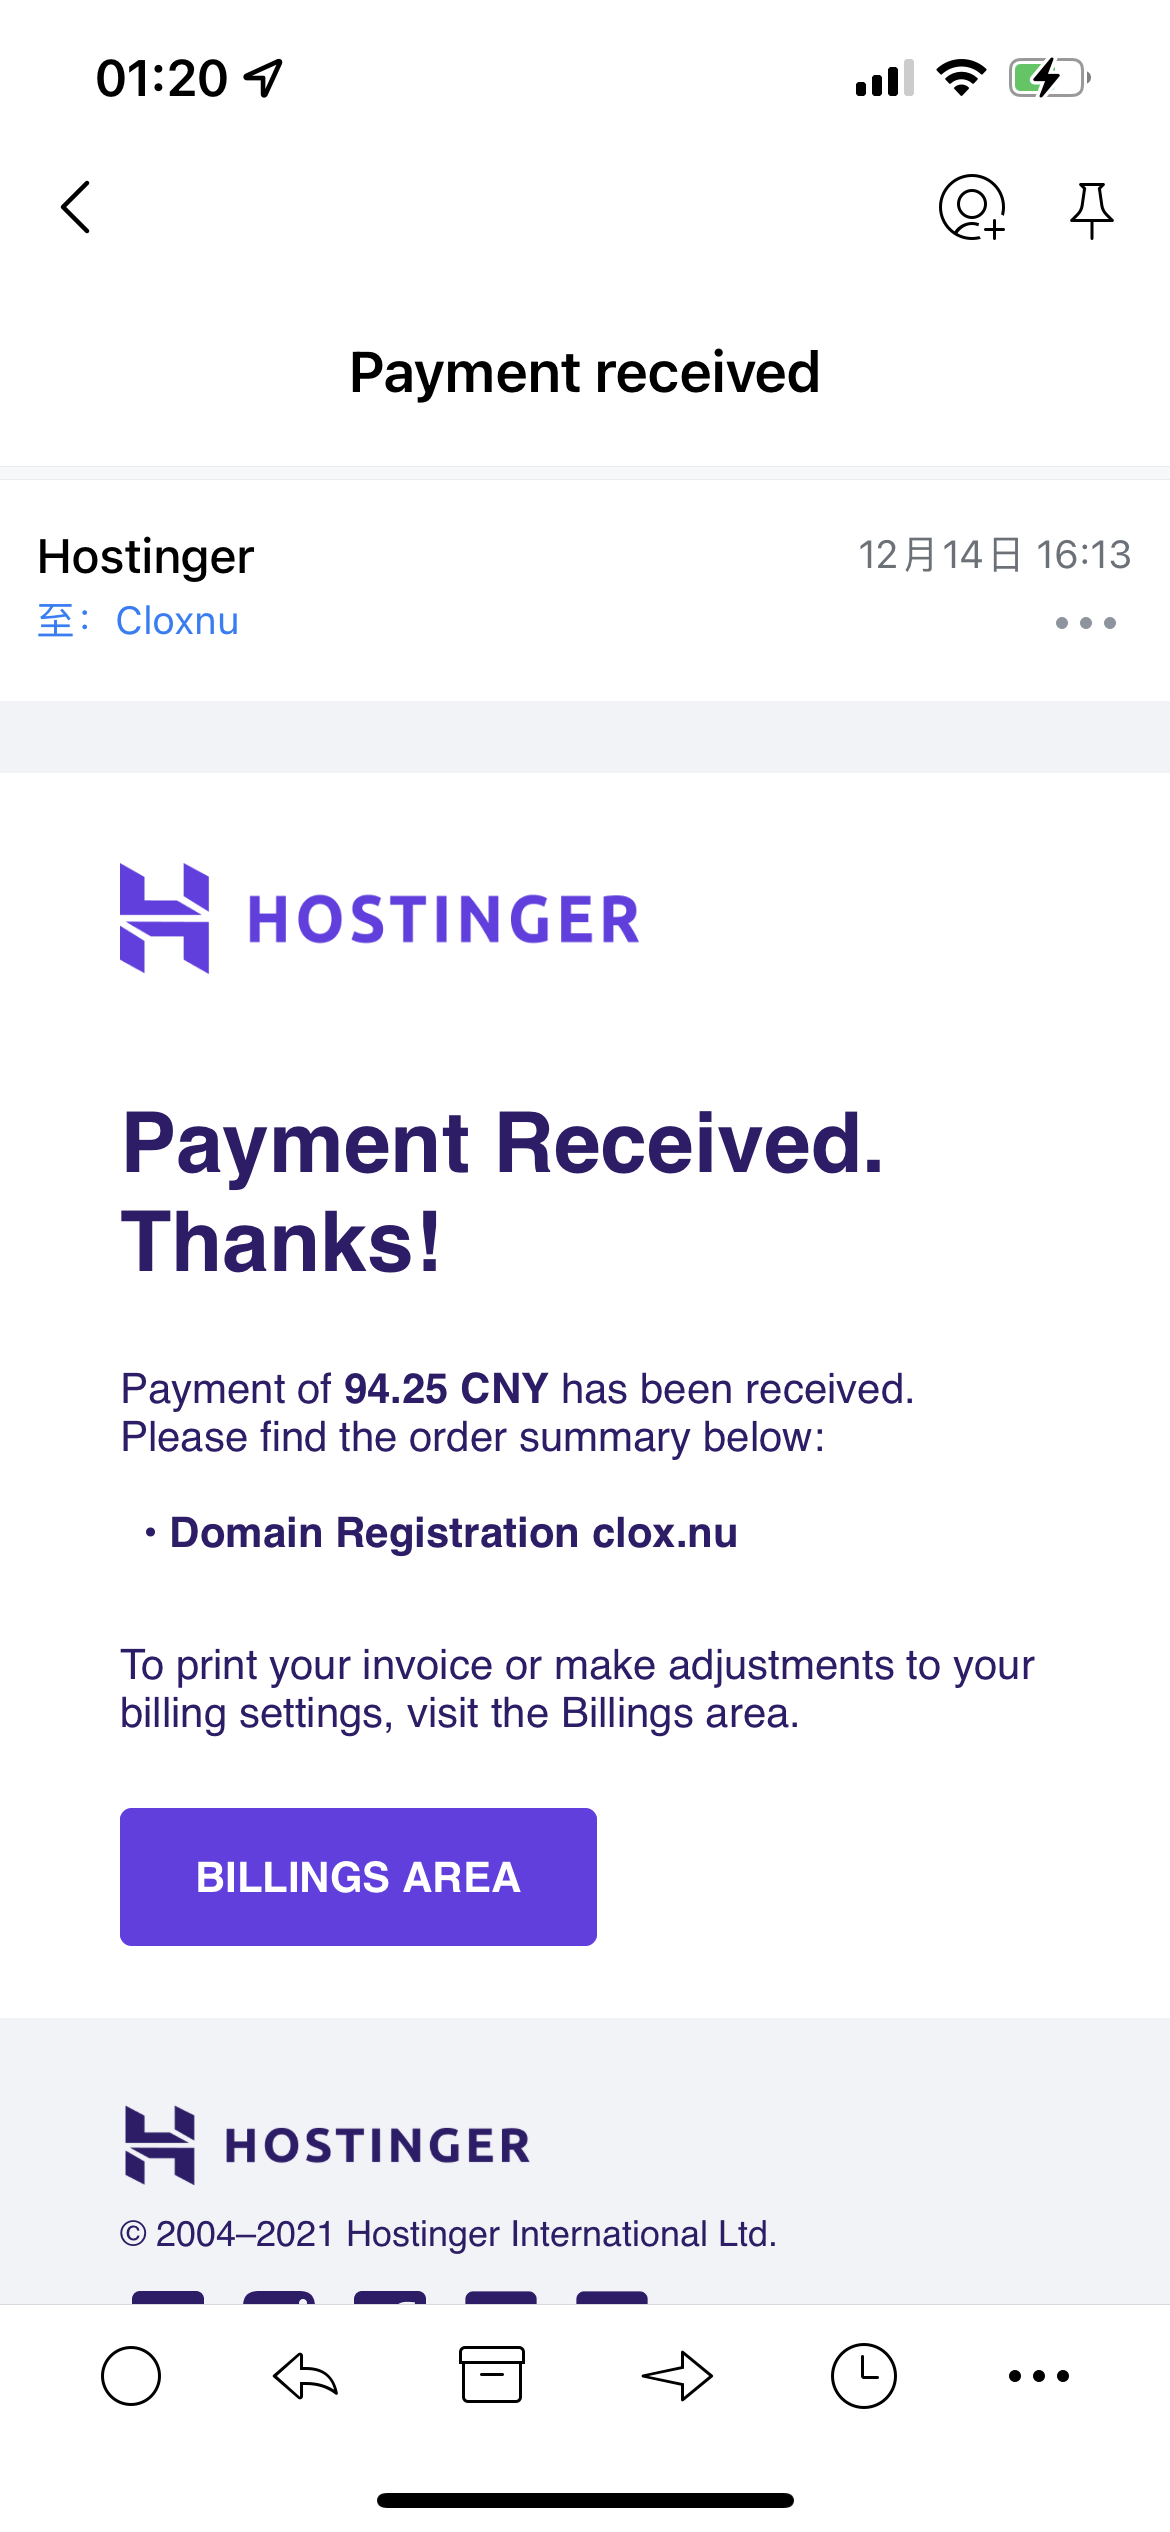 01:20
Payment received
Hostinger
12月14日 16:13
至： Cloxnu
HOSTINGER
Payment Received.
Thanks!
Payment of 94.25 CNY has been received.
Please find the order summary below:
• Domain Registration clox.nu
To print your invoice or make adjustments to your
billing settings, visit the Billings area.
BILLINGS AREA
HOSTINGER
© 2004–2021 Hostinger International Ltd.